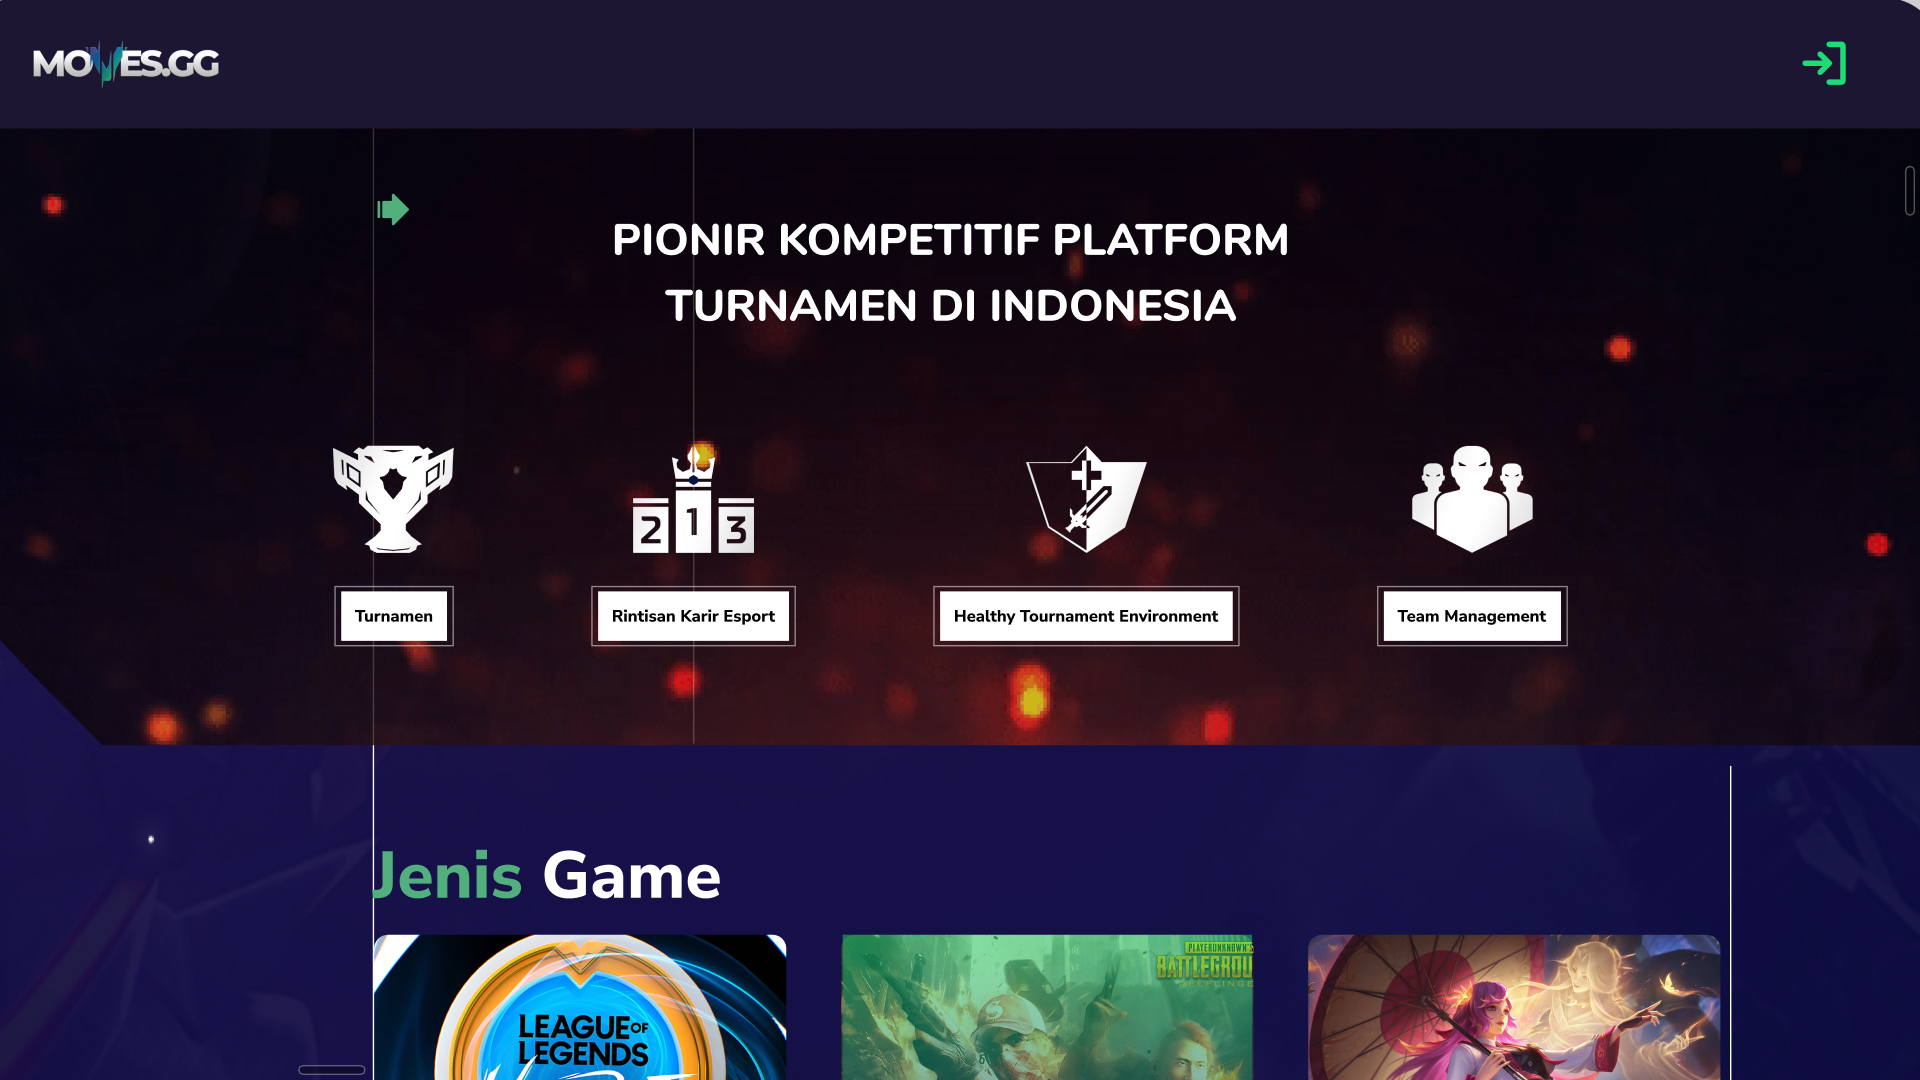 MOVES.GG
PIONIR KOMPETITIF PLATFORM
TURNAMEN DI INDONESIA
2 1 3
Turnamen
Rintisan Karir Esport
Healthy Tournament Environment
Team Management
Jenis Game
LEAGUE OF
LEGENDS
PLAYERUNKNOWN'S
BATTLEGROU